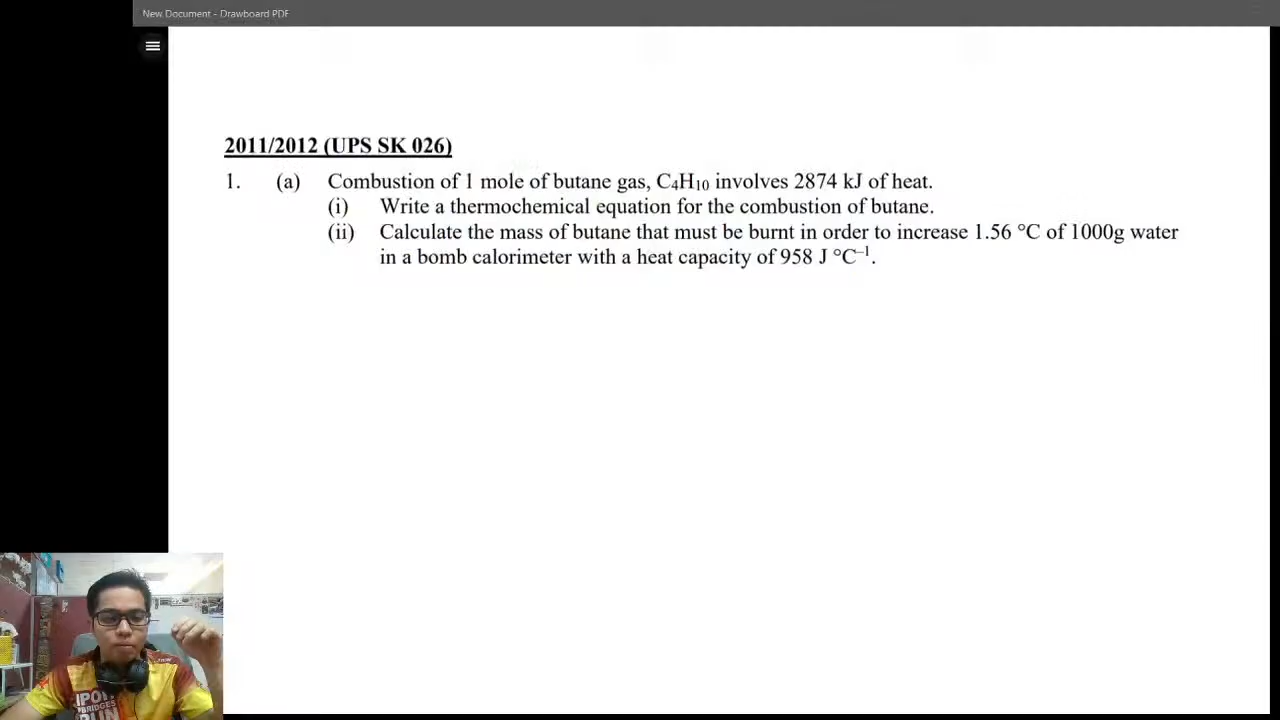 New Document - Drawboard PDF
2011/2012 (UPS SK 026)
1. (a) Combustion of 1 mole of butane gas, C₄H₁₀ involves 2874 kJ of heat.
(i) Write a thermochemical equation for the combustion of butane.
(ii) Calculate the mass of butane that must be burnt in order to increase 1.56 °C of 1000g water
in a bomb calorimeter with a heat capacity of 958 J °C⁻¹.